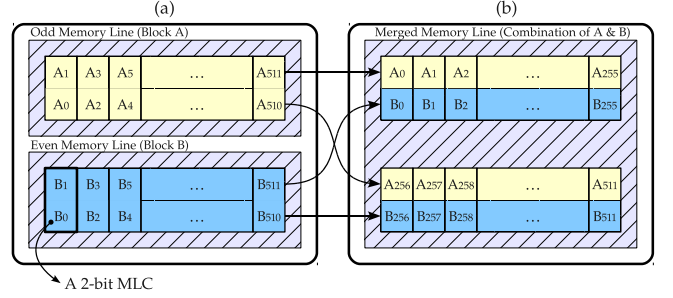 (a)
Odd Memory Line (Block A)
A1 A3 A5 ... A511
A0 A2 A4 ... A510
Even Memory Line (Block B)
B1 B3 B5 ... B511
B0 B2 B4 ... B510
A 2-bit MLC
(b)
Merged Memory Line (Combination of A & B)
A0 A1 A2 ... A255
B0 B1 B2 B255
A256 A257 A258 ... A511
B256 B257 B258 B511